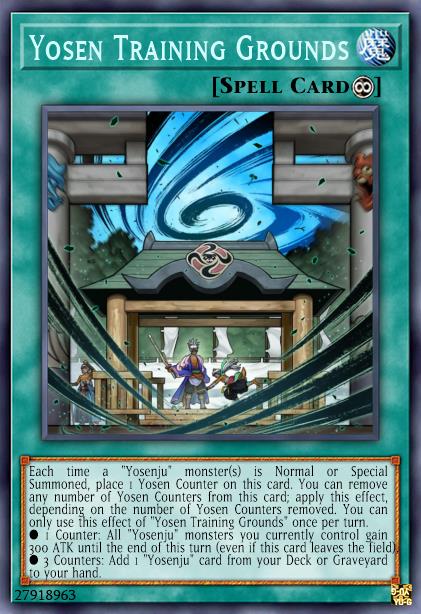 YOSEN TRAINING GROUNDS
魔
[SPELL CARD]
Each time a "Yosenju" monster(s) is Normal or Special
Summoned, place 1 Yosen Counter on this card. You can remove
any number of Yosen Counters from this card; apply this effect,
depending on the number of Yosen Counters removed. You can
only use this effect of "Yosen Training Grounds" once per turn.
● 1 Counter: All "Yosenju" monsters you currently control gain
300 ATK until the end of this turn (even if this card leaves the field).
● 3 Counters: Add 1 "Yosenju" card from your Deck or Graveyard
to your hand.
27918963